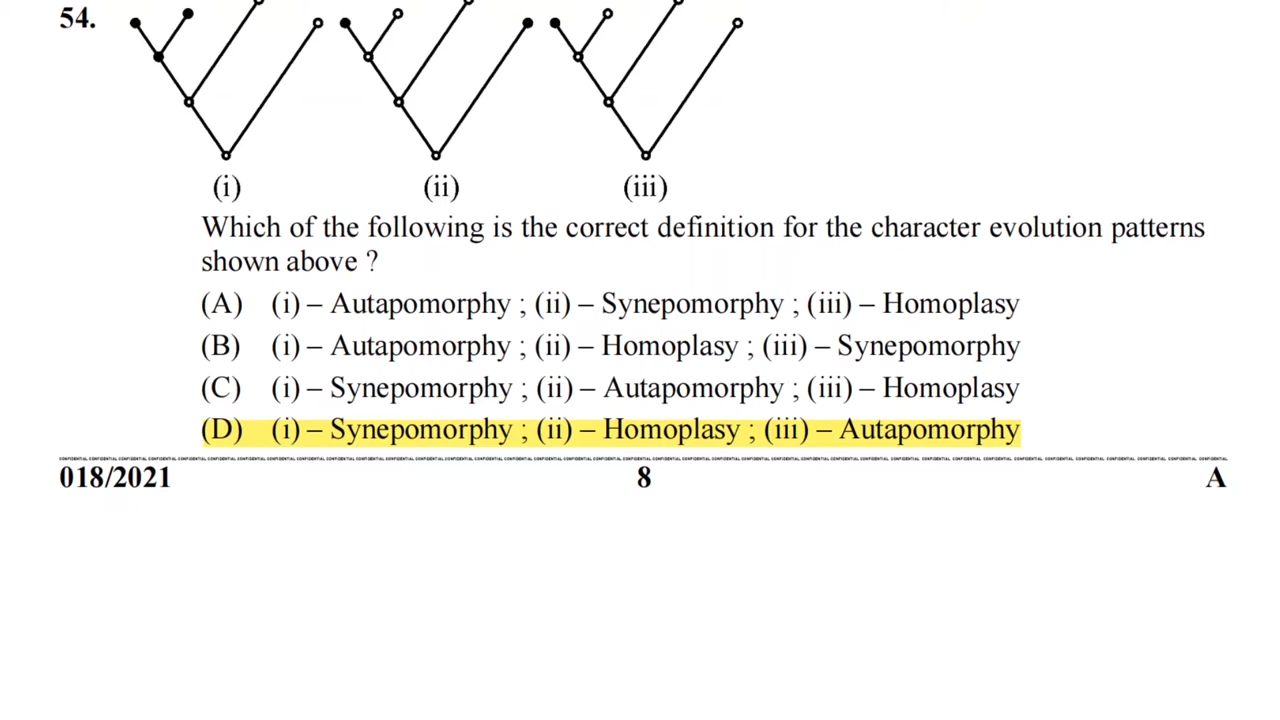 54.
(i) (ii) (iii)
Which of the following is the correct definition for the character evolution patterns
shown above ?
(A) (i) – Autapomorphy ; (ii) – Synepomorphy ; (iii) – Homoplasy
(B) (i) – Autapomorphy ; (ii) – Homoplasy ; (iii) – Synepomorphy
(C) (i) – Synepomorphy ; (ii) – Autapomorphy ; (iii) – Homoplasy
(D) (i) – Synepomorphy ; (ii) – Homoplasy ; (iii) – Autapomorphy
018/2021 8 A